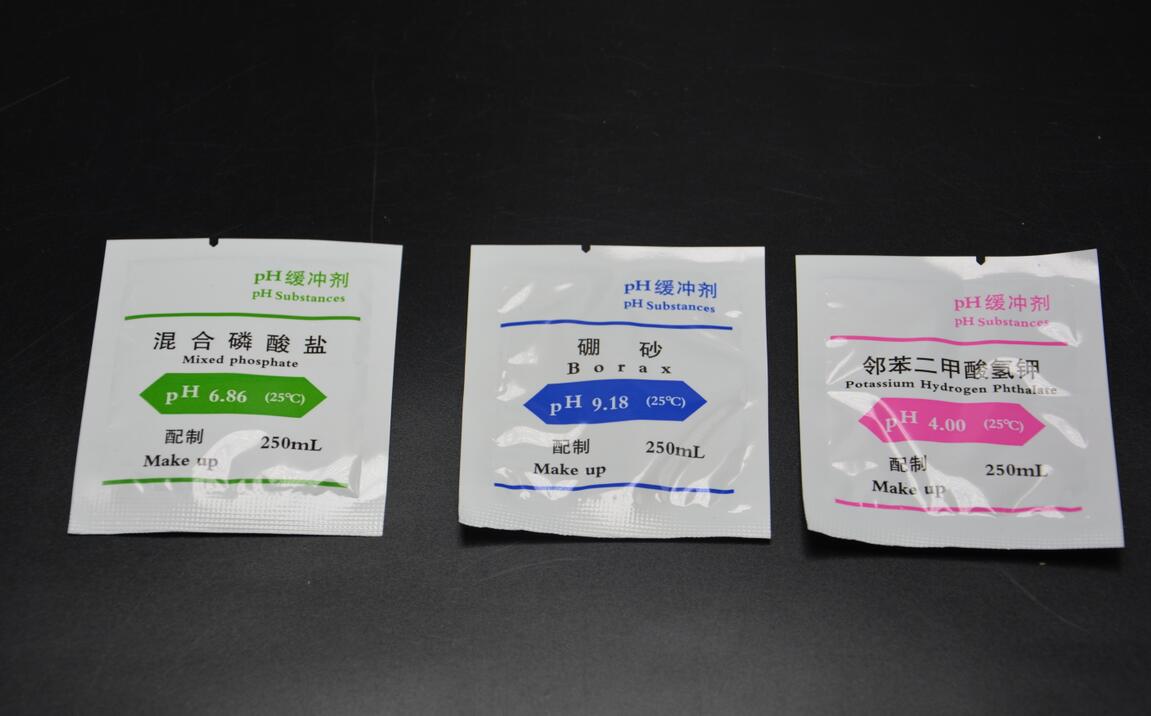 pH缓冲剂
pH Substances
混合磷酸盐
Mixed phosphate
pH 6.86 (25℃)
配制 250mL
Make up
pH缓冲剂
pH Substances
硼砂
Borax
pH 9.18 (25℃)
配制 250mL
Make up
pH缓冲剂
pH Substances
邻苯二甲酸氢钾
Potassium Hydrogen Phthalate
pH 4.00 (25℃)
配制 250mL
Make up